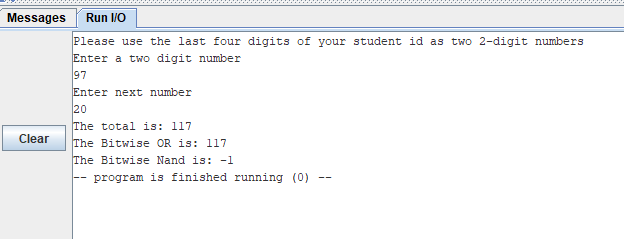 Messages Run I/O
Please use the last four digits of your student id as two 2-digit numbers
Enter a two digit number
97
Enter next number
20
The total is: 117
The Bitwise OR is: 117
Clear
The Bitwise Nand is: -1
-- program is finished running (0) --